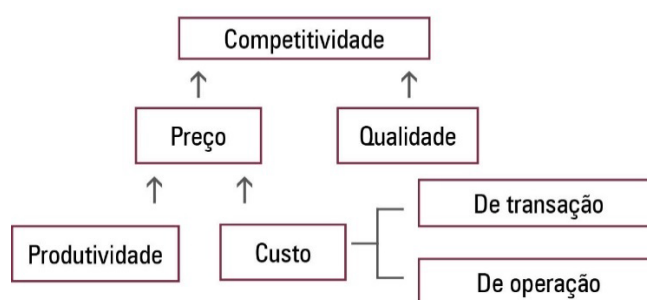 Competitividade
Preço
Qualidade
De transação
Produtividade
Custo
De operação